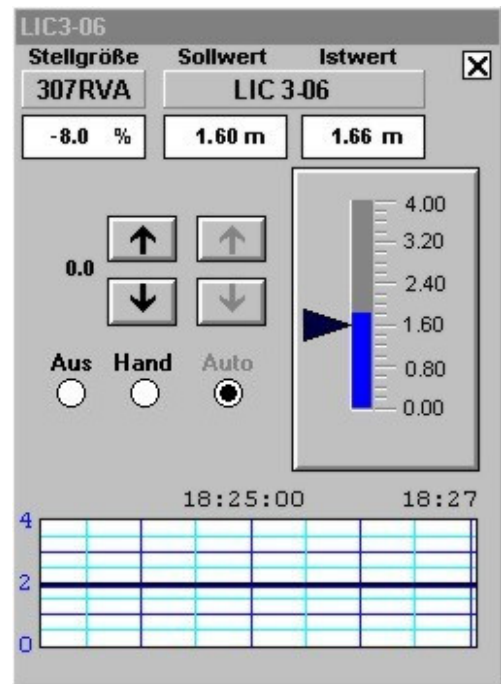 LIC3-06
Stellgröße Sollwert Istwert
307RVA LIC 3-06
-8.0 % 1.60 m 1.66 m
4.00
3.20
0.0
2.40
1.60
Aus Hand Auto
0.80
0.00
18:25:00 18:27
4
2
0